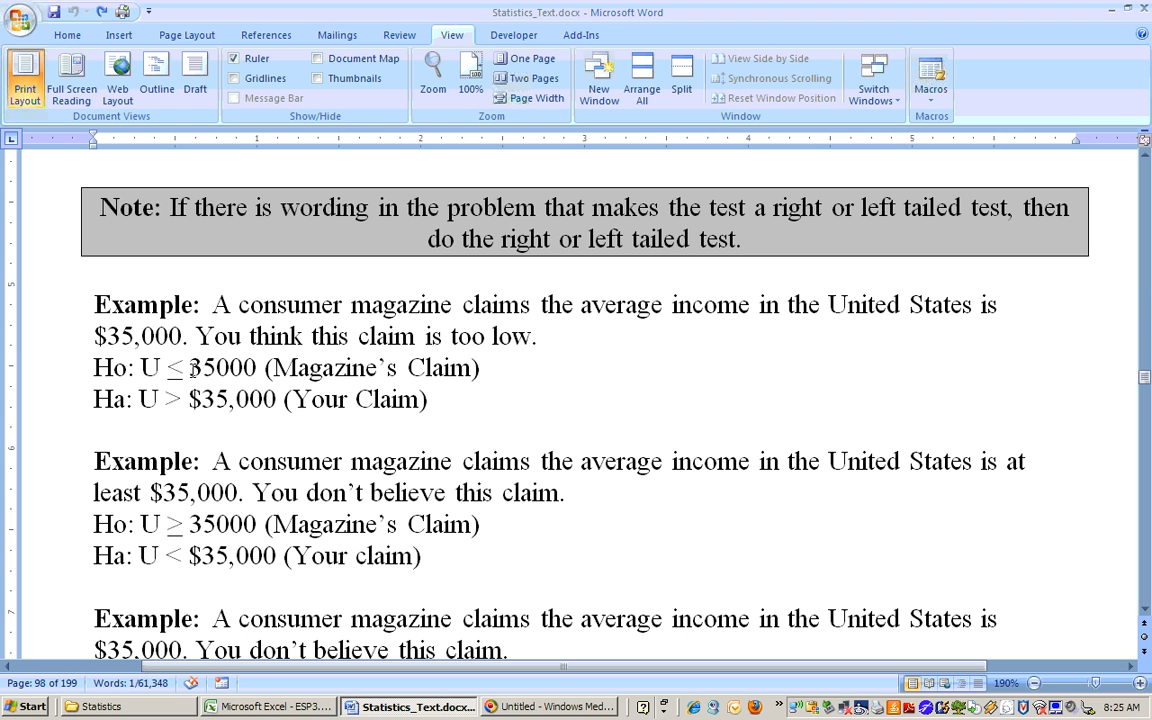 Statistics_Text.docx - Microsoft Word
Home Insert Page Layout References Mailings Review View Developer Add-Ins
Print Layout
Full Screen Reading
Web Layout
Outline
Draft
Document Views
Ruler
Gridlines
Message Bar
Document Map
Thumbnails
Show/Hide
Zoom
100%
One Page
Two Pages
Page Width
Zoom
New Window
Arrange All
Split
View Side by Side
Synchronous Scrolling
Reset Window Position
Switch Windows
Window
Macros
Macros
1 2 3 4 5
Note: If there is wording in the problem that makes the test a right or left tailed test, then
do the right or left tailed test.
Example: A consumer magazine claims the average income in the United States is
$35,000. You think this claim is too low.
Ho: U ≤ 35000 (Magazine's Claim)
Ha: U > $35,000 (Your Claim)
Example: A consumer magazine claims the average income in the United States is at
least $35,000. You don't believe this claim.
Ho: U ≥ 35000 (Magazine's Claim)
Ha: U < $35,000 (Your claim)
Example: A consumer magazine claims the average income in the United States is
$35,000. You don't believe this claim.
Page: 98 of 199 Words: 1/61,348 190%
Start Statistics Microsoft Excel - ESP3... Statistics_Text.docx... Untitled - Windows Med... 8:25 AM